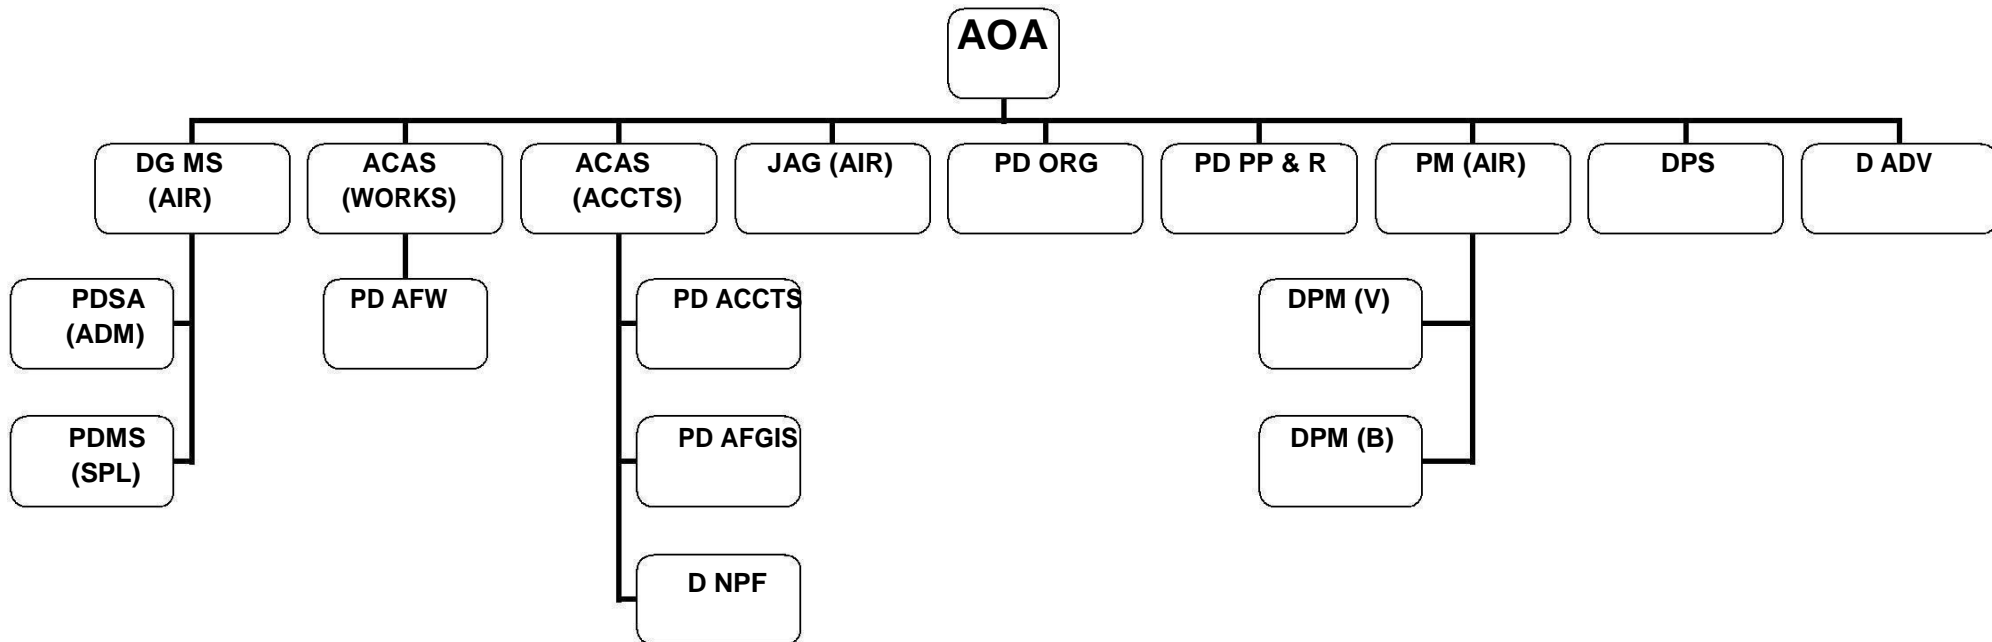 AOA
DG MS
(AIR)
ACAS
(WORKS)
ACAS
(ACCTS)
JAG (AIR)
PD ORG
PD PP & R
PM (AIR)
DPS
D ADV
PDSA
(ADM)
PD AFW
PD ACCTS
DPM (V)
PDMS
(SPL)
PD AFGIS
DPM (B)
D NPF